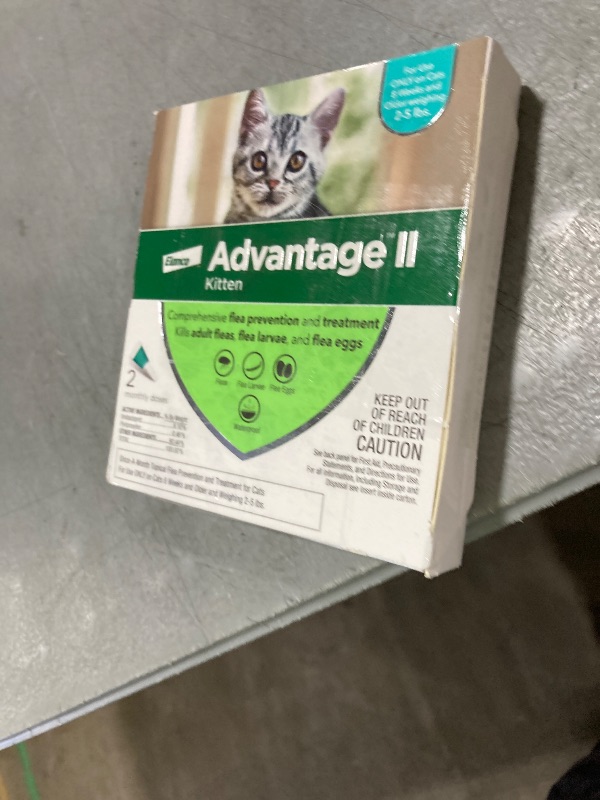 For Use
ONLY on Cats
8 Weeks and
Older weighing
2-5 lbs.
Elanco
Advantage II
Kitten
Comprehensive flea prevention and treatment
Kills adult fleas, flea larvae, and flea eggs
Fleas Flea Larvae Flea Eggs
Waterproof
2
monthly doses
KEEP OUT
OF REACH
OF CHILDREN
CAUTION
See back panel for First Aid, Precautionary
Statements, and Directions for Use.
For all information, including Storage and
Disposal see insert inside carton.
ACTIVE INGREDIENTS
OTHER INGREDIENTS
Once-A-Month Topical Flea Prevention and Treatment for Cats
For Use ONLY on Cats 8 Weeks and Older and Weighing 2-5 lbs.